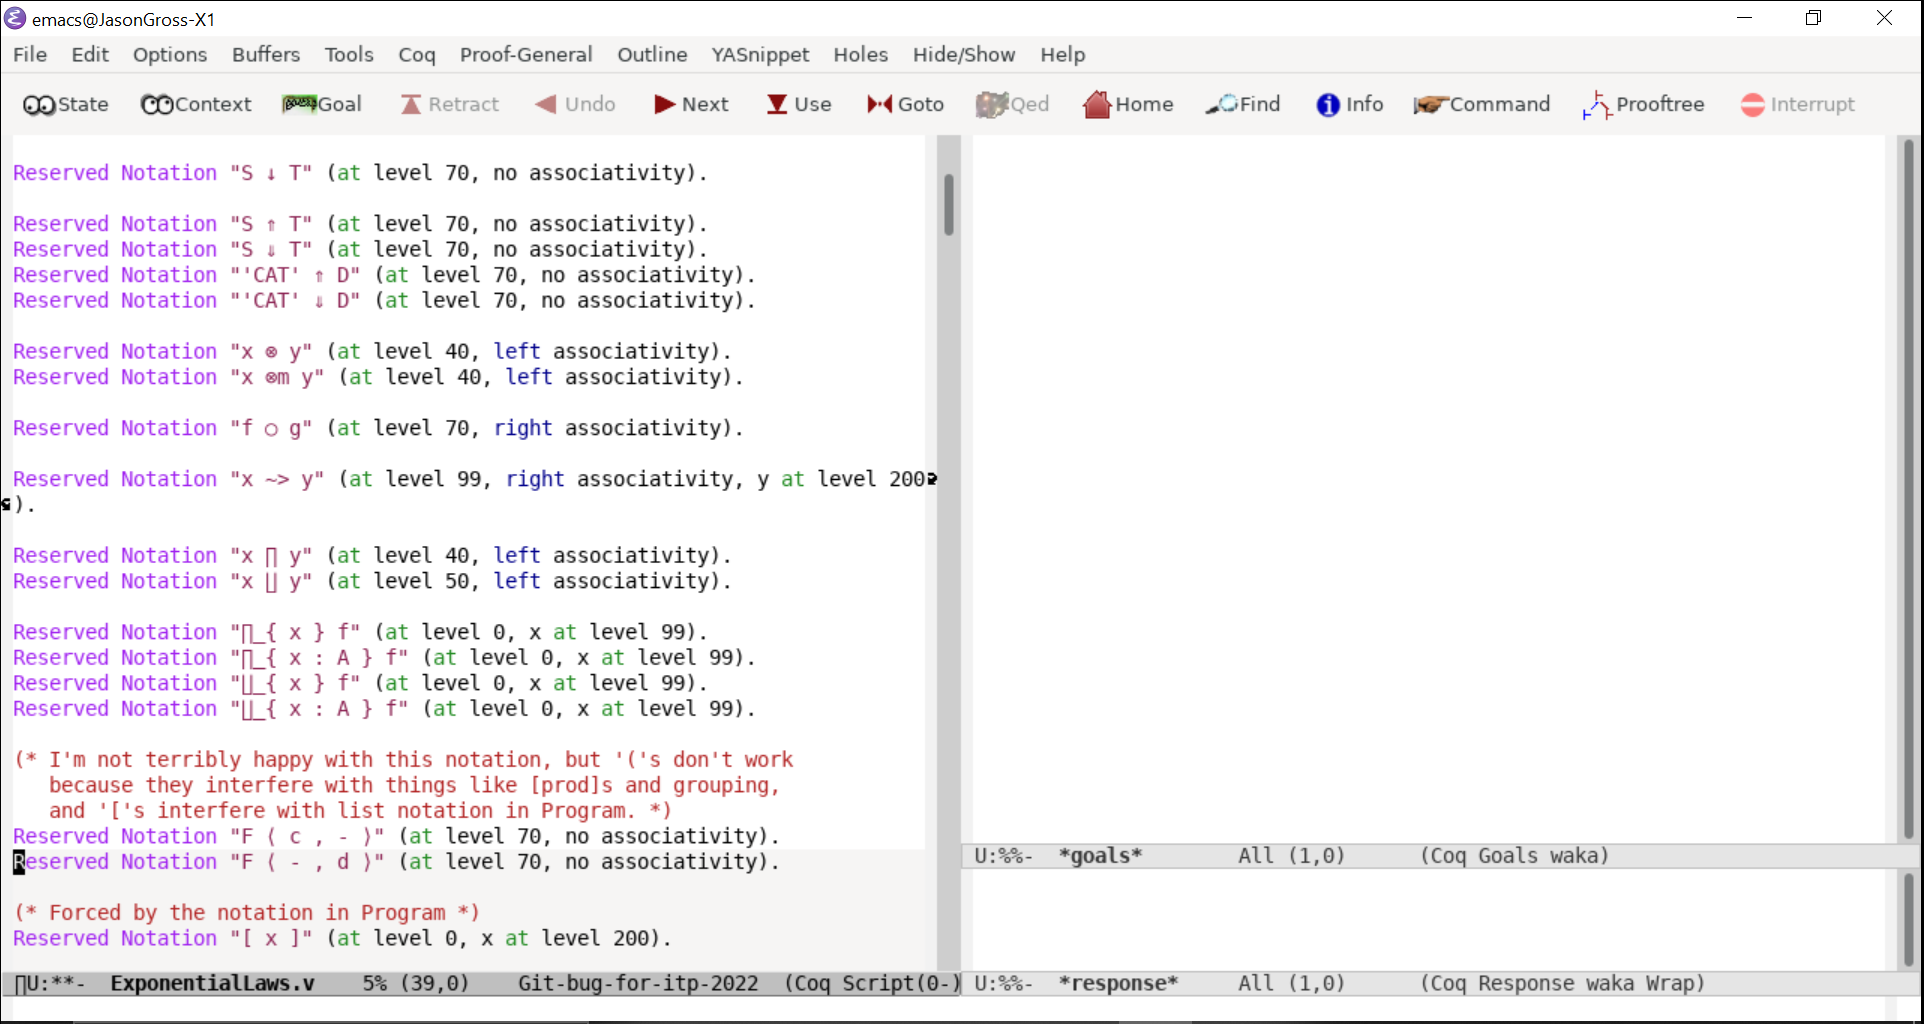 emacs@JasonGross-X1
File Edit Options Buffers Tools Coq Proof-General Outline YASnippet Holes Hide/Show Help
State Context Goal Retract Undo Next Use Goto Qed Home Find Info Command Prooftree Interrupt
Reserved Notation "S ↓ T" (at level 70, no associativity).
Reserved Notation "S ⇑ T" (at level 70, no associativity).
Reserved Notation "S ⇓ T" (at level 70, no associativity).
Reserved Notation "'CAT' ⇑ D" (at level 70, no associativity).
Reserved Notation "'CAT' ⇓ D" (at level 70, no associativity).
Reserved Notation "x ⊗ y" (at level 40, left associativity).
Reserved Notation "x ⊗m y" (at level 40, left associativity).
Reserved Notation "f ○ g" (at level 70, right associativity).
Reserved Notation "x ~> y" (at level 99, right associativity, y at level 200
).
Reserved Notation "x ∏ y" (at level 40, left associativity).
Reserved Notation "x ∐ y" (at level 50, left associativity).
Reserved Notation "∏_{ x } f" (at level 0, x at level 99).
Reserved Notation "∏_{ x : A } f" (at level 0, x at level 99).
Reserved Notation "∐_{ x } f" (at level 0, x at level 99).
Reserved Notation "∐_{ x : A } f" (at level 0, x at level 99).
(* I'm not terribly happy with this notation, but '('s don't work
because they interfere with things like [prod]s and grouping,
and '['s interfere with list notation in Program. *)
Reserved Notation "F ⟨ c , - ⟩" (at level 70, no associativity).
Reserved Notation "F ⟨ - , d ⟩" (at level 70, no associativity).
(* Forced by the notation in Program *)
Reserved Notation "[ x ]" (at level 0, x at level 200).
∏U:**- ExponentialLaws.v 5% (39,0) Git-bug-for-itp-2022 (Coq Script(0-)
U:%%- *goals* All (1,0) (Coq Goals waka)
U:%%- *response* All (1,0) (Coq Response waka Wrap)